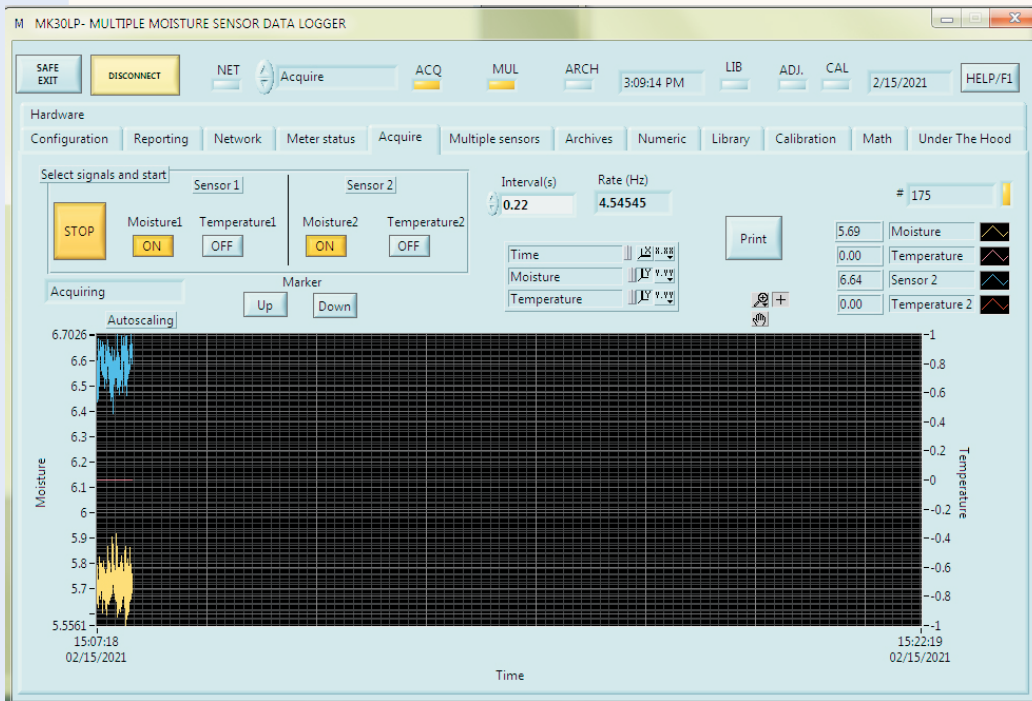 M MK30LP- MULTIPLE MOISTURE SENSOR DATA LOGGER
SAFE EXIT DISCONNECT NET Acquire ACQ MUL ARCH 3:09:14 PM LIB ADJ. CAL 2/15/2021 HELP/F1
Hardware
Configuration Reporting Network Meter status Acquire Multiple sensors Archives Numeric Library Calibration Math Under The Hood
Select signals and start
Sensor 1 Sensor 2 Interval(s) Rate (Hz)
0.22 4.54545 # 175
STOP Moisture1 Temperature1 Moisture2 Temperature2
ON OFF ON OFF
Print
5.69 Moisture
0.00 Temperature
6.64 Sensor 2
0.00 Temperature 2
Time X X.XX
Moisture Y Y.YY
Temperature Y Y.YY
Acquiring
Marker
Up Down
Autoscaling
6.7026 1
6.6 0.8
6.5 0.6
6.4 0.4
6.3
6.2 0.2
6.1 0
6 -0.2
5.9 -0.4
5.8 -0.6
5.7 -0.8
5.5561 -1
Moisture
Temperature
15:07:18 15:22:19
02/15/2021 02/15/2021
Time